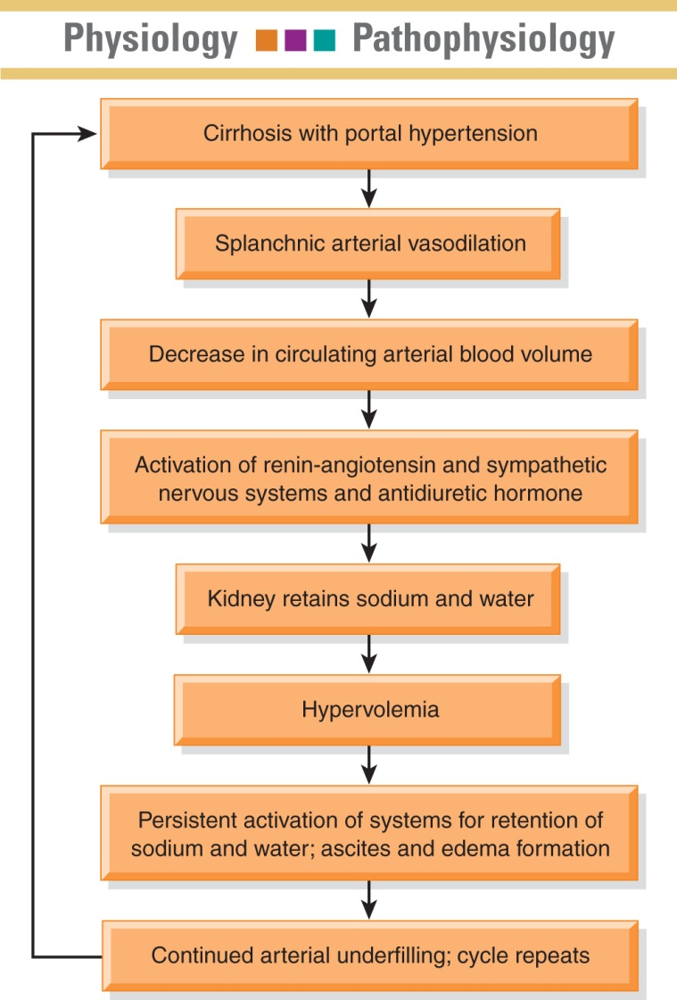 Physiology Pathophysiology
Cirrhosis with portal hypertension
Splanchnic arterial vasodilation
Decrease in circulating arterial blood volume
Activation of renin-angiotensin and sympathetic
nervous systems and antidiuretic hormone
Kidney retains sodium and water
Hypervolemia
Persistent activation of systems for retention of
sodium and water; ascites and edema formation
Continued arterial underfilling; cycle repeats